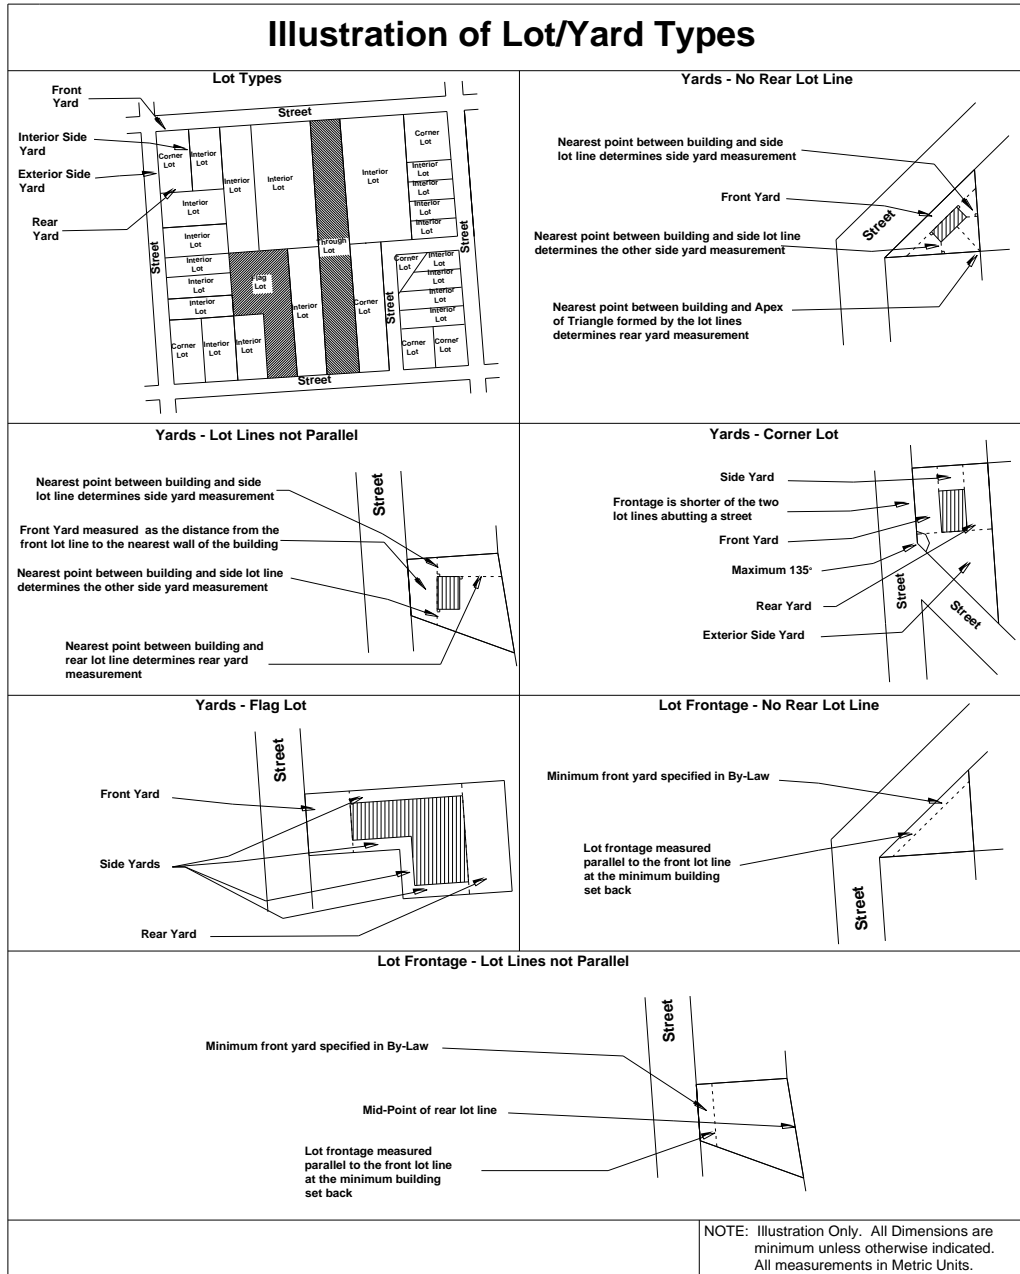 Illustration of Lot/Yard Types
Lot Types
Front
Yard
Street
Interior Side
Yard
Exterior Side
Yard
Rear
Yard
Street
Corner
Lot
Interior
Lot
Interior
Lot
Interior
Lot
Interior
Lot
Corner
Lot
Interior
Lot
Interior
Lot
Interior
Lot
Interior
Lot
Interior
Lot
Interior
Lot
Through
Lot
Street
Interior
Lot
Interior
Lot
Interior
Lot
Flag
Lot
Interior
Lot
Corner
Lot
Street
Corner
Lot
Interior
Lot
Interior
Lot
Interior
Lot
Interior
Lot
Interior
Lot
Corner
Lot
Interior
Lot
Interior
Lot
Corner
Lot
Corner
Lot
Street
Yards - No Rear Lot Line
Nearest point between building and side
lot line determines side yard measurement
Front Yard
Street
Nearest point between building and side lot line
determines the other side yard measurement
Nearest point between building and Apex
of Triangle formed by the lot lines
determines rear yard measurement
Yards - Lot Lines not Parallel
Nearest point between building and side
lot line determines side yard measurement
Street
Front Yard measured as the distance from the
front lot line to the nearest wall of the building
Nearest point between building and side lot line
determines the other side yard measurement
Nearest point between building and
rear lot line determines rear yard
measurement
Yards - Corner Lot
Side Yard
Frontage is shorter of the two
lot lines abutting a street
Front Yard
Maximum 135°
Rear Yard
Exterior Side Yard
Street
Street
Yards - Flag Lot
Street
Front Yard
Side Yards
Rear Yard
Lot Frontage - No Rear Lot Line
Minimum front yard specified in By-Law
Lot frontage measured
parallel to the front lot line
at the minimum building
set back
Street
Lot Frontage - Lot Lines not Parallel
Street
Minimum front yard specified in By-Law
Mid-Point of rear lot line
Lot frontage measured
parallel to the front lot line
at the minimum building
set back
NOTE: Illustration Only. All Dimensions are
minimum unless otherwise indicated.
All measurements in Metric Units.